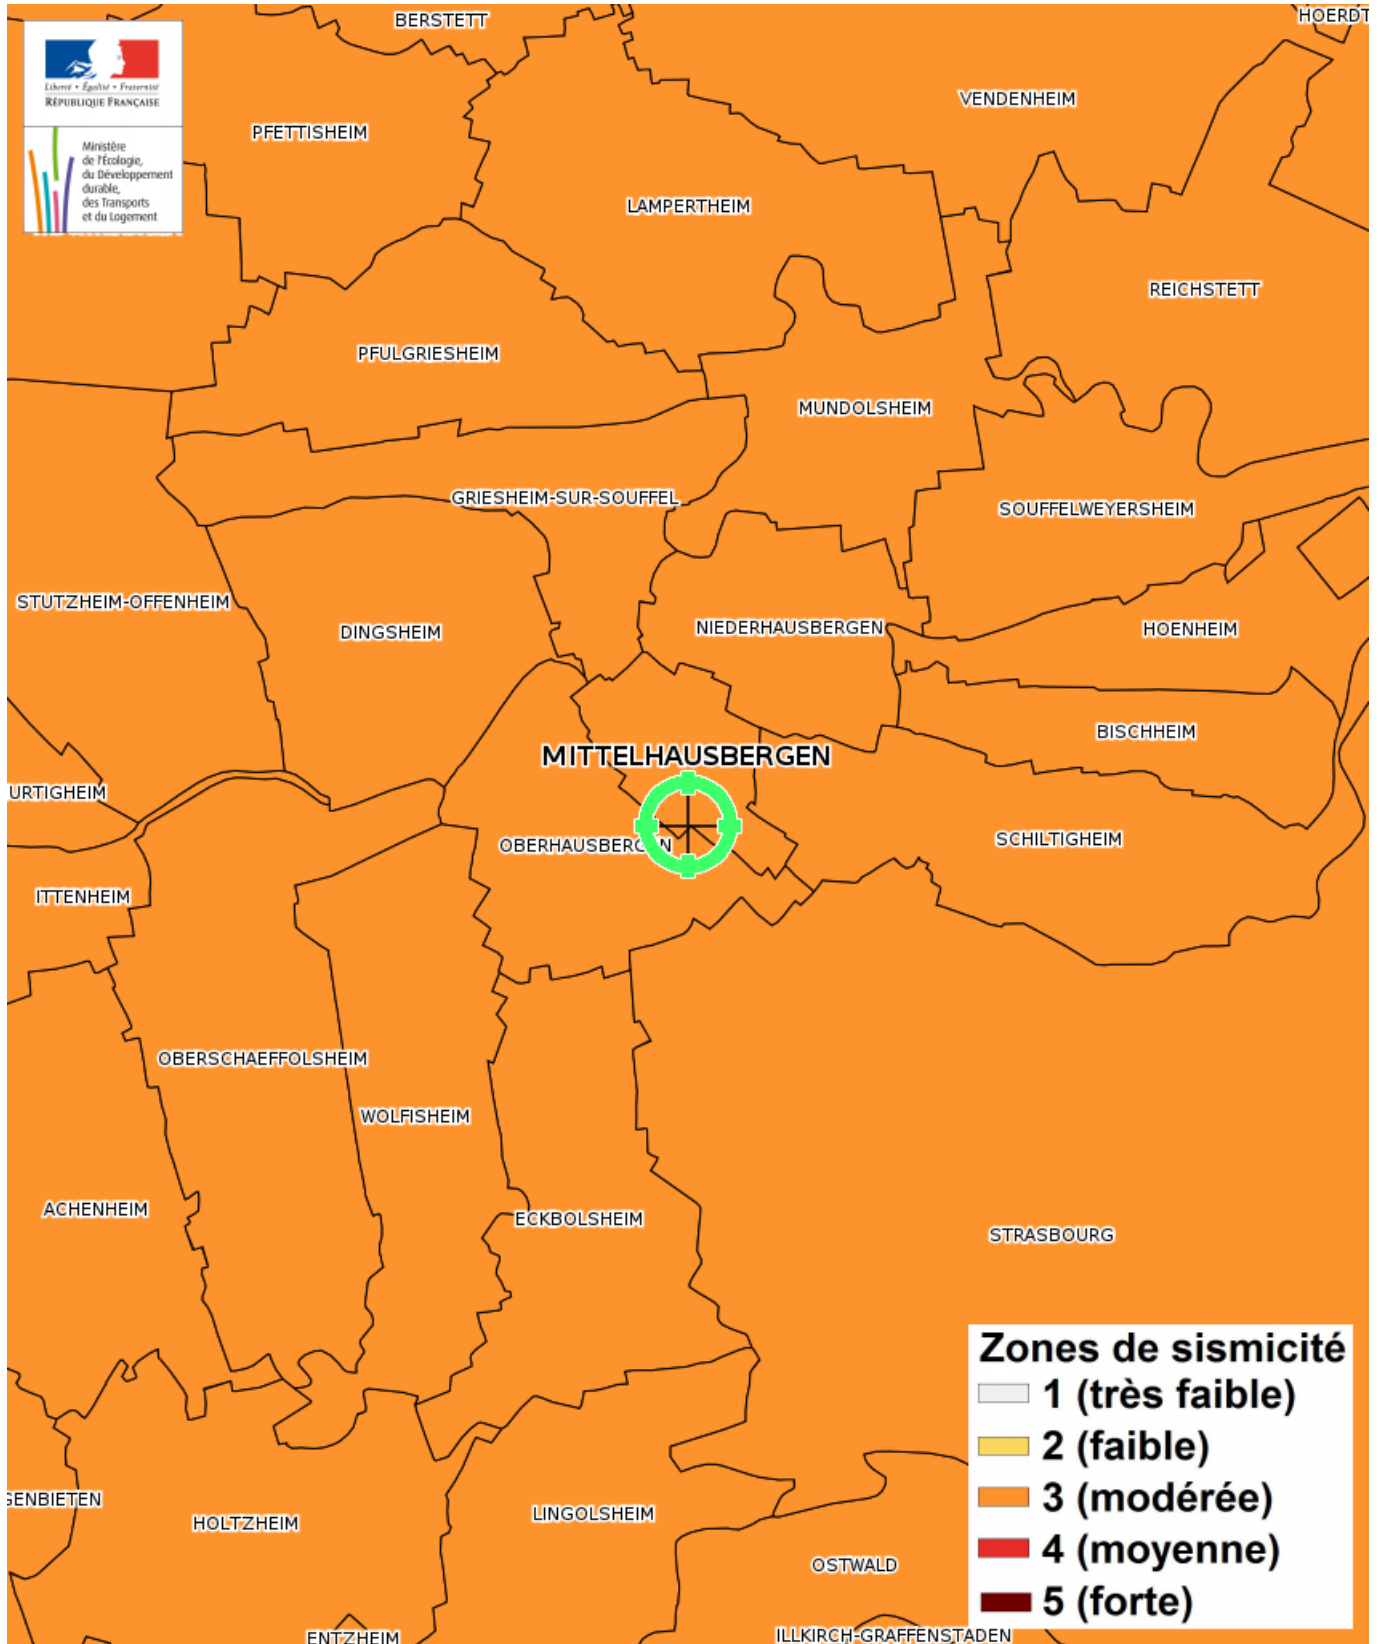 BERSTETT
HOERDT
Liberté • Égalité • Fraternité
RÉPUBLIQUE FRANÇAISE
VENDENHEIM
PFETTISHEIM
Ministère
de l'Écologie,
du Développement
durable,
des Transports
et du Logement
LAMPERTHEIM
REICHSTETT
PFULGRIESHEIM
MUNDOLSHEIM
GRIESHEIM-SUR-SOUFFEL
SOUFFELWEYERSHEIM
STUTZHEIM-OFFENHEIM
DINGSHEIM
NIEDERHAUSBERGEN
HOENHEIM
BISCHHEIM
MITTELHAUSBERGEN
URTIGHEIM
OBERHAUSBERGEN
SCHILTIGHEIM
ITTENHEIM
OBERSCHAEFFOLSHEIM
WOLFISHEIM
ACHENHEIM
ECKBOLSHEIM
STRASBOURG
Zones de sismicité
1 (très faible)
2 (faible)
3 (modérée)
4 (moyenne)
5 (forte)
GENBIETEN
HOLTZHEIM
LINGOLSHEIM
OSTWALD
ENTZHEIM
ILLKIRCH-GRAFFENSTADEN